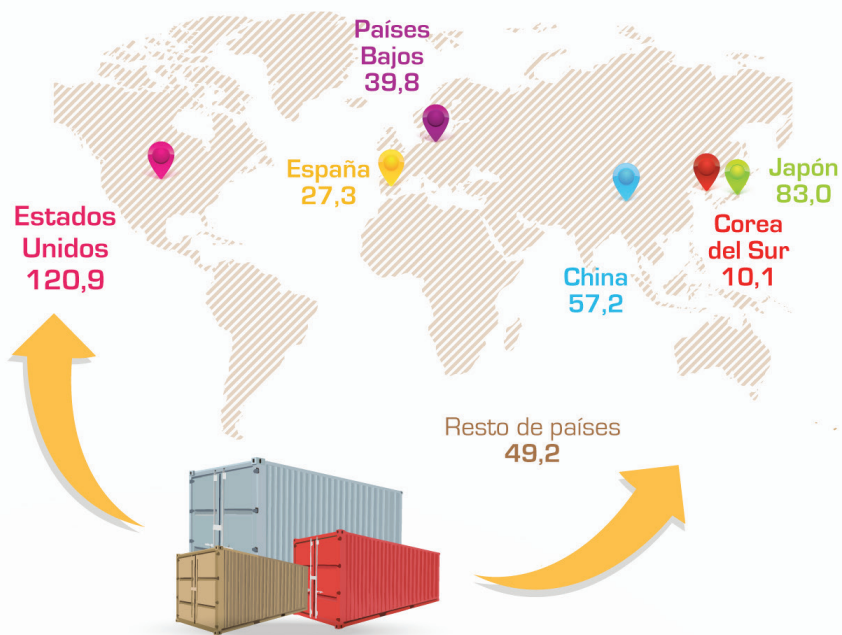 Países
Bajos
39,8
España
27,3
Japón
83,0
Estados
Unidos
120,9
Corea
del Sur
10,1
China
57,2
Resto de países
49,2